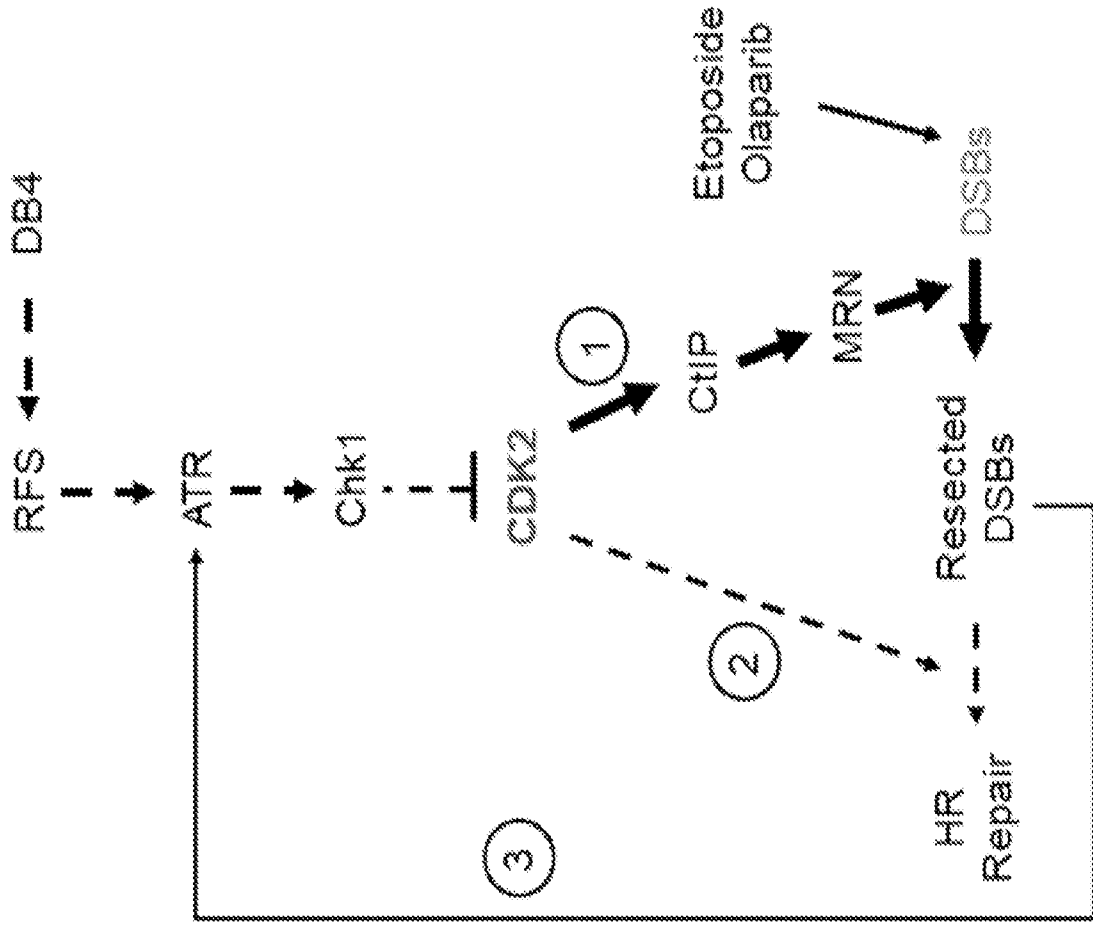 DB4
RFS
ATR
Chk1
CDK2
1
CtIP
MRN
Etoposide
Olaparib
DSBs
Resected
DSBs
2
HR
Repair
3